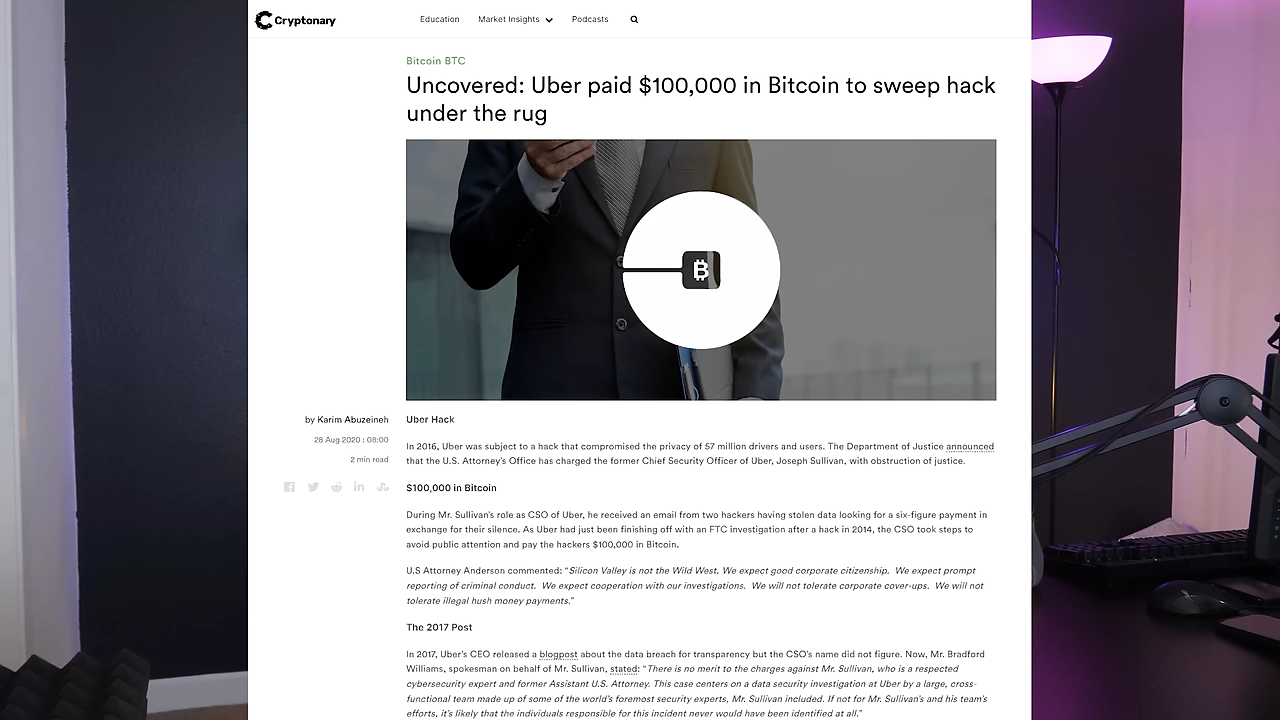 Cryptonary
Education
Market Insights
Podcasts
Bitcoin BTC
Uncovered: Uber paid $100,000 in Bitcoin to sweep hack
under the rug
by Karim Abuzeineh
28 Aug 2020 : 08:00
2 min read
Uber Hack
In 2016, Uber was subject to a hack that compromised the privacy of 57 million drivers and users. The Department of Justice announced
that the U.S. Attorney's Office has charged the former Chief Security Officer of Uber, Joseph Sullivan, with obstruction of justice.
$100,000 in Bitcoin
During Mr. Sullivan's role as CSO of Uber, he received an email from two hackers having stolen data looking for a six-figure payment in
exchange for their silence. As Uber had just been finishing off with an FTC investigation after a hack in 2014, the CSO took steps to
avoid public attention and pay the hackers $100,000 in Bitcoin.
U.S Attorney Anderson commented: “Silicon Valley is not the Wild West. We expect good corporate citizenship.  We expect prompt
reporting of criminal conduct.  We expect cooperation with our investigations.  We will not tolerate corporate cover-ups.  We will not
tolerate illegal hush money payments.”
The 2017 Post
In 2017, Uber's CEO released a blogpost about the data breach for transparency but the CSO's name did not figure. Now, Mr. Bradford
Williams, spokesman on behalf of Mr. Sullivan, stated: “There is no merit to the charges against Mr. Sullivan, who is a respected
cybersecurity expert and former Assistant U.S. Attorney. This case centers on a data security investigation at Uber by a large, cross-
functional team made up of some of the world's foremost security experts, Mr. Sullivan included. If not for Mr. Sullivan's and his team's
efforts, it's likely that the individuals responsible for this incident never would have been identified at all.”